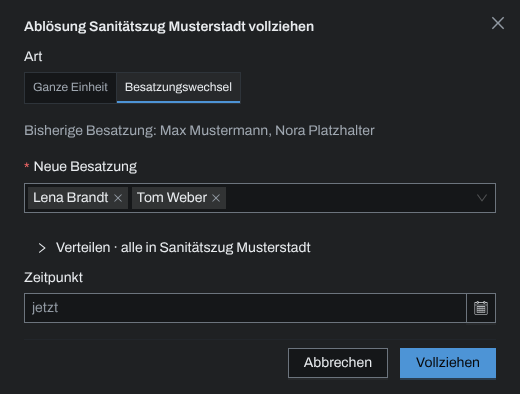 Ablösung Sanitätszug Musterstadt vollziehen
Art
Ganze Einheit Besatzungswechsel
Bisherige Besatzung: Max Mustermann, Nora Platzhalter
* Neue Besatzung
Lena Brandt Tom Weber
Verteilen · alle in Sanitätszug Musterstadt
Zeitpunkt
jetzt
Abbrechen Vollziehen